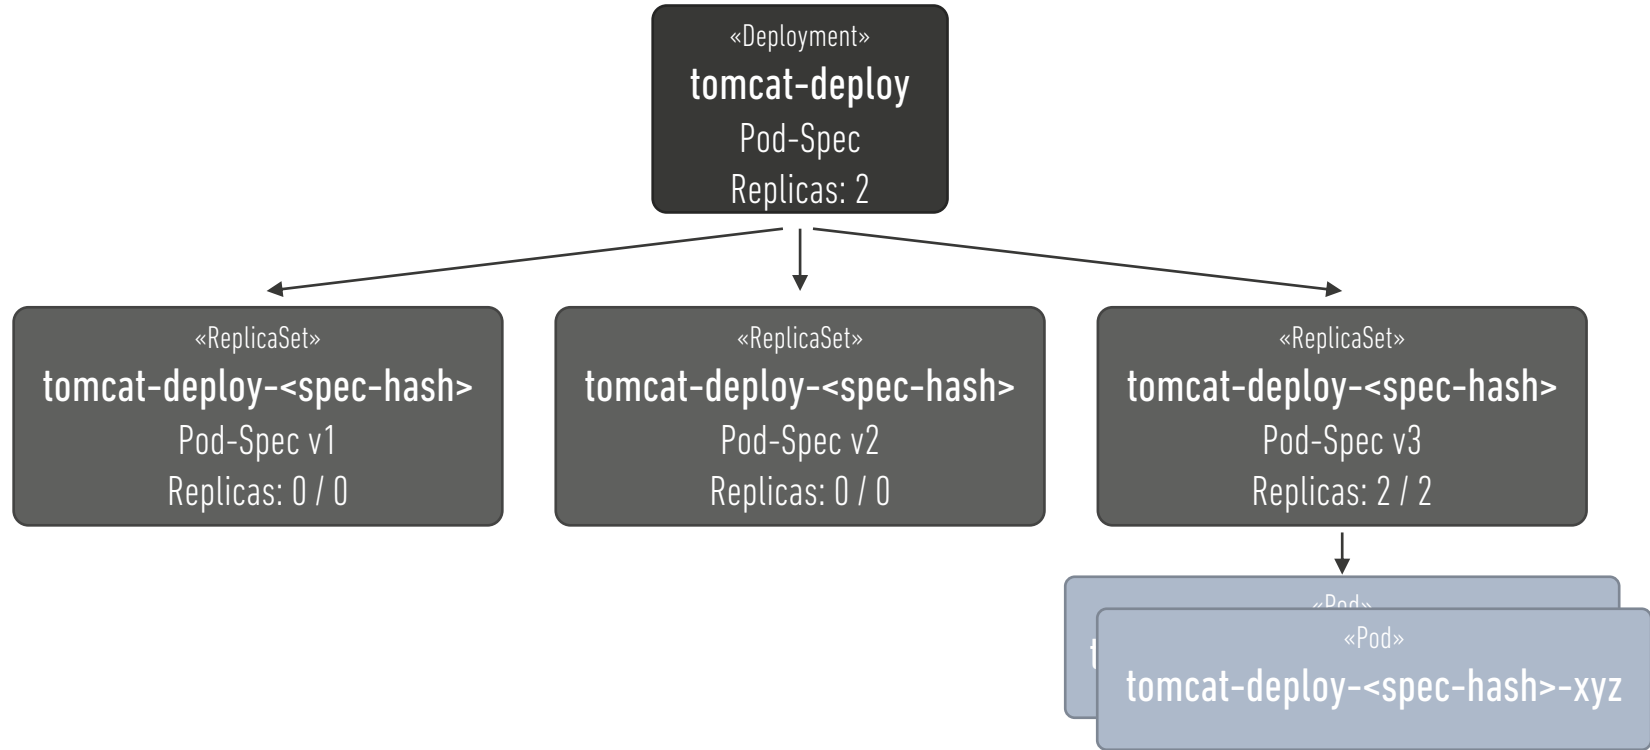 «Deployment»
tomcat-deploy
Pod-Spec
Replicas: 2
«ReplicaSet»
tomcat-deploy-<spec-hash>
Pod-Spec v1
Replicas: 0 / 0
«ReplicaSet»
tomcat-deploy-<spec-hash>
Pod-Spec v2
Replicas: 0 / 0
«ReplicaSet»
tomcat-deploy-<spec-hash>
Pod-Spec v3
Replicas: 2 / 2
«Pod»
«Pod»
tomcat-deploy-<spec-hash>-xyz